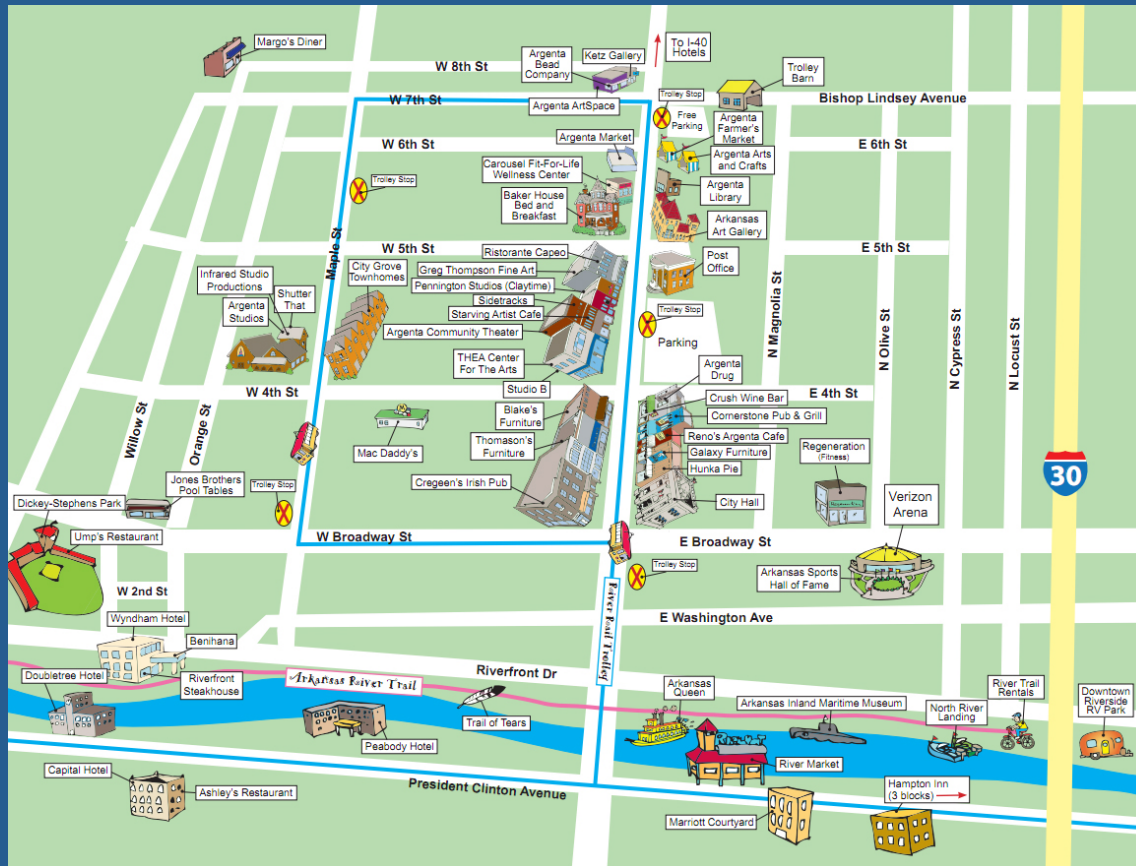 Margo's Diner
W 8th St
Argenta
Bead
Company
Ketz Gallery
To I-40
Hotels
Trolley
Barn
W 7th St
Argenta ArtSpace
Trolley Stop
Bishop Lindsey Avenue
Free
Parking
Argenta
Farmer's
Market
W 6th St
Argenta Market
E 6th St
Argenta Arts
and Crafts
Carousel Fit-For-Life
Wellness Center
Trolley Stop
Argenta
Library
Baker House
Bed and
Breakfast
Arkansas
Art Gallery
Maple St
W 5th St
Ristorante Capeo
E 5th St
Post
Office
City Grove
Townhomes
Greg Thompson Fine Art
Infrared Studio
Productions
Pennington Studios (Claytime)
Shutter
That
Sidetracks
Argenta
Studios
Starving Artist Cafe
Trolley Stop
N Magnolia St
Argenta Community Theater
Parking
N Olive St
N Cypress St
N Locust St
THEA Center
For The Arts
Argenta
Drug
Studio B
W 4th St
E 4th St
Crush Wine Bar
Willow St
Orange St
Blake's
Furniture
Cornerstone Pub & Grill
Mac Daddy's
Thomason's
Furniture
Reno's Argenta Cafe
Galaxy Furniture
Regeneration
(Fitness)
Hunka Pie
30
Jones Brothers
Pool Tables
Trolley Stop
Cregeen's Irish Pub
City Hall
Verizon
Arena
Dickey-Stephens Park
Ump's Restaurant
W Broadway St
E Broadway St
Trolley Stop
Arkansas Sports
Hall of Fame
W 2nd St
River Rail Trolley
Wyndham Hotel
E Washington Ave
Benihana
Riverfront Dr
Doubletree Hotel
Riverfront
Steakhouse
Arkansas River Trail
Arkansas
Queen
Arkansas Inland Maritime Museum
River Trail
Rentals
Downtown
Riverside
RV Park
North River
Landing
Trail of Tears
Peabody Hotel
River Market
Capital Hotel
Ashley's Restaurant
President Clinton Avenue
Hampton Inn
(3 blocks)
Marriott Courtyard